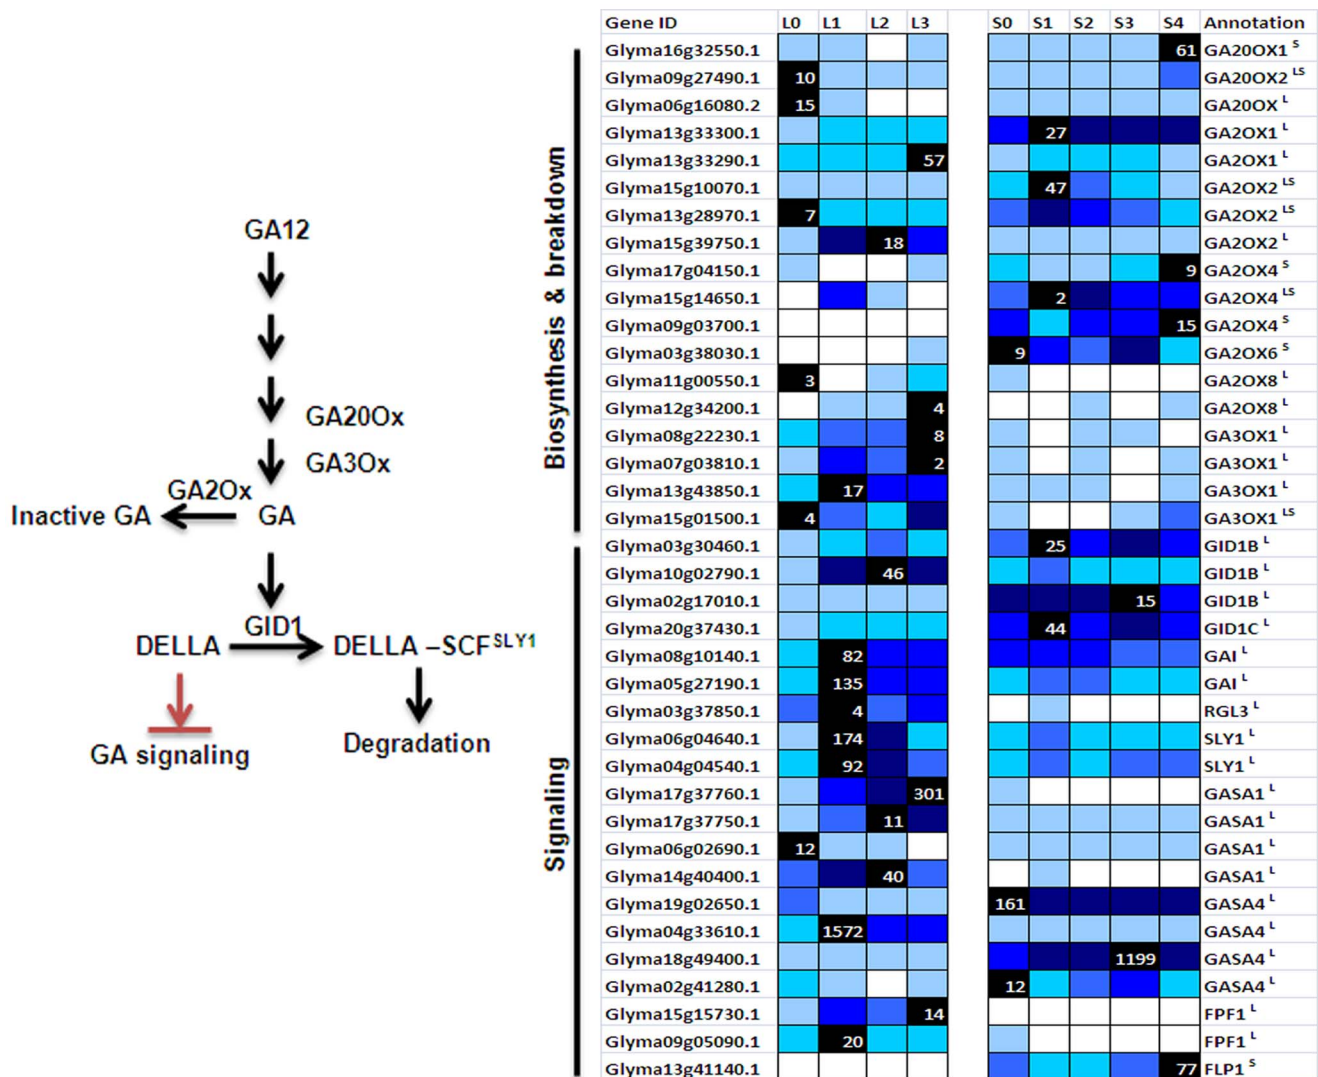 GA12
GA20Ox
GA3Ox
GA2Ox
Inactive GA
GA
GID1
DELLA
DELLA –SCF^SLY1
GA signaling
Degradation
Biosynthesis & breakdown
Signaling
Gene ID L0 L1 L2 L3 S0 S1 S2 S3 S4 Annotation
Glyma16g32550.1 61 GA20OX1 S
Glyma09g27490.1 10 GA20OX2 LS
Glyma06g16080.2 15 GA20OX L
Glyma13g33300.1 27 GA2OX1 L
Glyma13g33290.1 57 GA2OX1 L
Glyma15g10070.1 47 GA2OX2 LS
Glyma13g28970.1 7 GA2OX2 LS
Glyma15g39750.1 18 GA2OX2 L
Glyma17g04150.1 9 GA2OX4 S
Glyma15g14650.1 2 GA2OX4 LS
Glyma09g03700.1 15 GA2OX4 S
Glyma03g38030.1 9 GA2OX6 S
Glyma11g00550.1 3 GA2OX8 L
Glyma12g34200.1 4 GA2OX8 L
Glyma08g22230.1 8 GA3OX1 L
Glyma07g03810.1 2 GA3OX1 L
Glyma13g43850.1 17 GA3OX1 L
Glyma15g01500.1 4 GA3OX1 LS
Glyma03g30460.1 25 GID1B L
Glyma10g02790.1 46 GID1B L
Glyma02g17010.1 15 GID1B L
Glyma20g37430.1 44 GID1C L
Glyma08g10140.1 82 GAI L
Glyma05g27190.1 135 GAI L
Glyma03g37850.1 4 RGL3 L
Glyma06g04640.1 174 SLY1 L
Glyma04g04540.1 92 SLY1 L
Glyma17g37760.1 301 GASA1 L
Glyma17g37750.1 11 GASA1 L
Glyma06g02690.1 12 GASA1 L
Glyma14g40400.1 40 GASA1 L
Glyma19g02650.1 161 GASA4 L
Glyma04g33610.1 1572 GASA4 L
Glyma18g49400.1 1199 GASA4 L
Glyma02g41280.1 12 GASA4 L
Glyma15g15730.1 14 FPF1 L
Glyma09g05090.1 20 FPF1 L
Glyma13g41140.1 77 FLP1 S